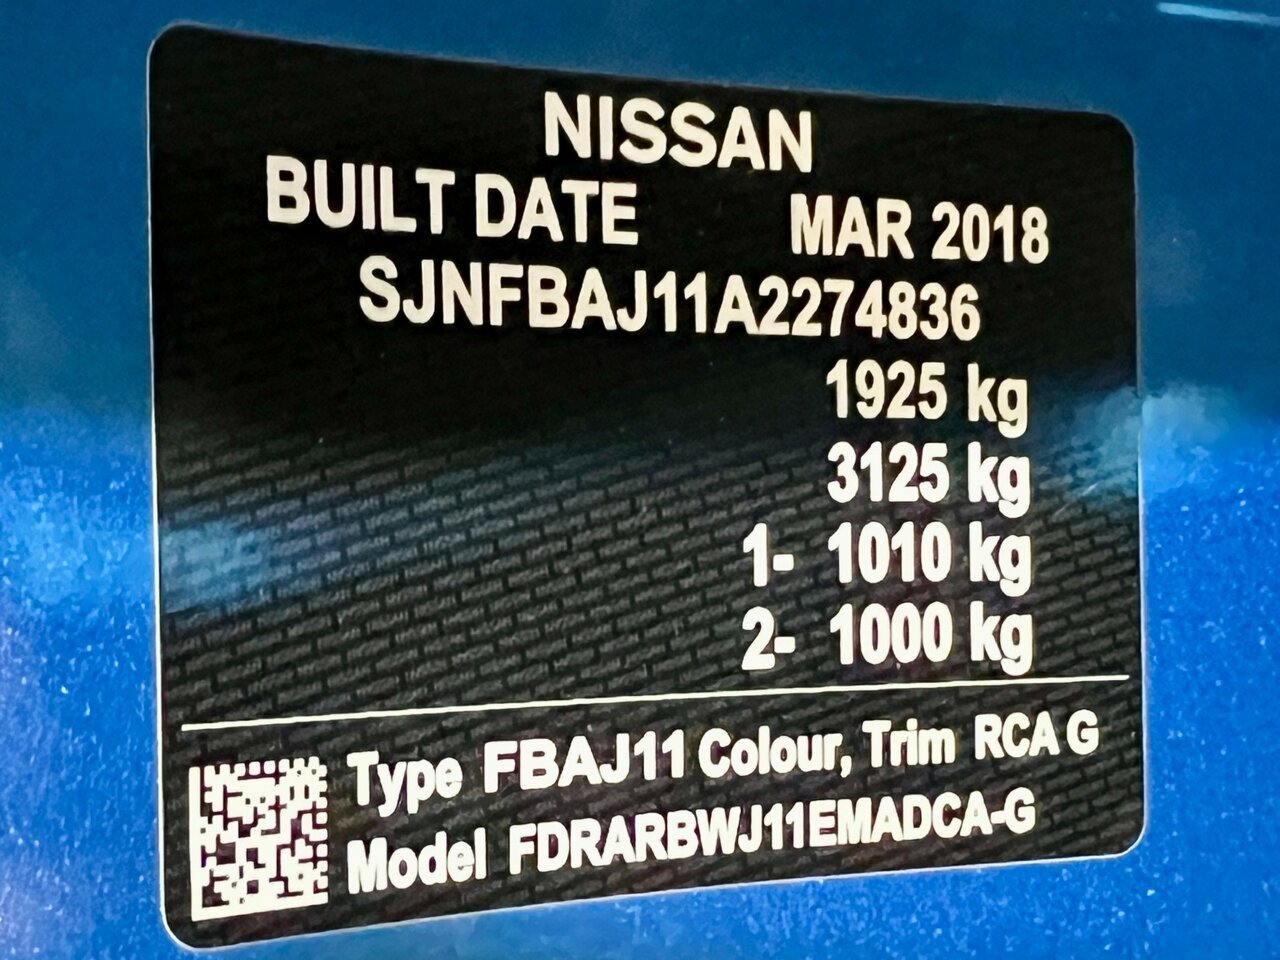 NISSAN
BUILT DATE MAR 2018
SJNFBAJ11A2274836
1925 kg
3125 kg
1- 1010 kg
2- 1000 kg
Type FBAJ11 Colour, Trim RCA G
Model FDRARBWJ11EMADCA-G